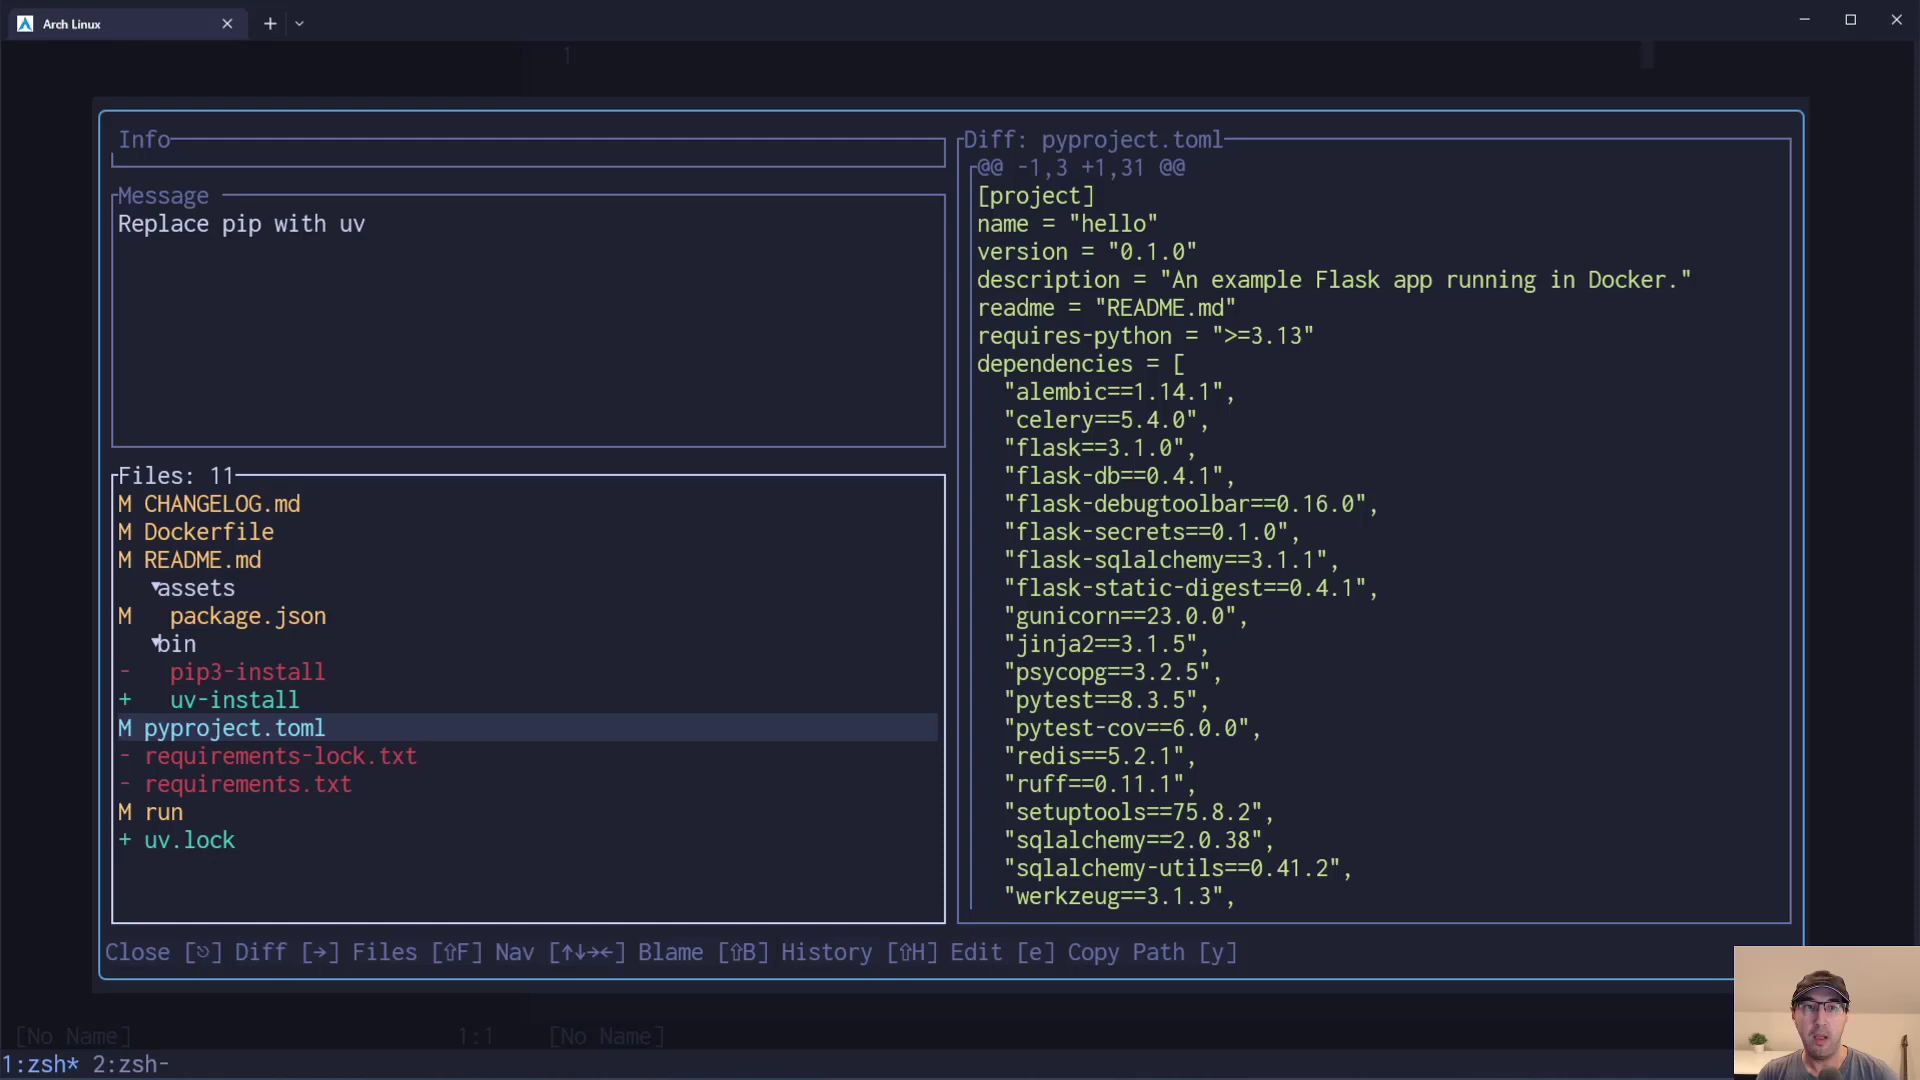 Arch Linux
1
Info
Message
Replace pip with uv
Files: 11
M CHANGELOG.md
M Dockerfile
M README.md
▼assets
M package.json
▼bin
- pip3-install
+ uv-install
M pyproject.toml
- requirements-lock.txt
- requirements.txt
M run
+ uv.lock
Diff: pyproject.toml
@@ -1,3 +1,31 @@
[project]
name = "hello"
version = "0.1.0"
description = "An example Flask app running in Docker."
readme = "README.md"
requires-python = ">=3.13"
dependencies = [
"alembic==1.14.1",
"celery==5.4.0",
"flask==3.1.0",
"flask-db==0.4.1",
"flask-debugtoolbar==0.16.0",
"flask-secrets==0.1.0",
"flask-sqlalchemy==3.1.1",
"flask-static-digest==0.4.1",
"gunicorn==23.0.0",
"jinja2==3.1.5",
"psycopg==3.2.5",
"pytest==8.3.5",
"pytest-cov==6.0.0",
"redis==5.2.1",
"ruff==0.11.1",
"setuptools==75.8.2",
"sqlalchemy==2.0.38",
"sqlalchemy-utils==0.41.2",
"werkzeug==3.1.3",
Close [⎋] Diff [→] Files [⇧F] Nav [↑↓→←] Blame [⇧B] History [⇧H] Edit [e] Copy Path [y]
[No Name] 1:1 [No Name]
1:zsh* 2:zsh-